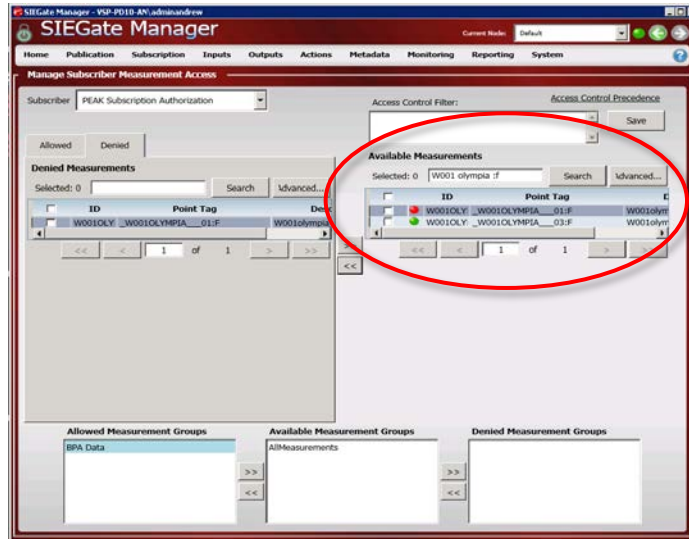 SIEGate Manager - VSP-PD10-AN\adminandrew
SIEGate Manager
Current Node: Default
Home Publication Subscription Inputs Outputs Actions Metadata Monitoring Reporting System
Manage Subscriber Measurement Access
Subscriber PEAK Subscription Authorization
Access Control Filter:
Access Control Precedence
Save
Allowed Denied
Denied Measurements
Selected: 0 Search Advanced...
ID Point Tag Desc
W001OLY _W001OLYMPIA___01:F W001olympia
<< < 1 of 1 > >>
Available Measurements
Selected: 0 W001 olympia :f Search Advanced...
ID Point Tag D
W001OLY _W001OLYMPIA___01:F W001olym
W001OLY _W001OLYMPIA___03:F W001olym
<< < 1 of 1 > >>
<<
Allowed Measurement Groups
BPA Data
>>
<<
Available Measurement Groups
AllMeasurements
>>
<<
Denied Measurement Groups